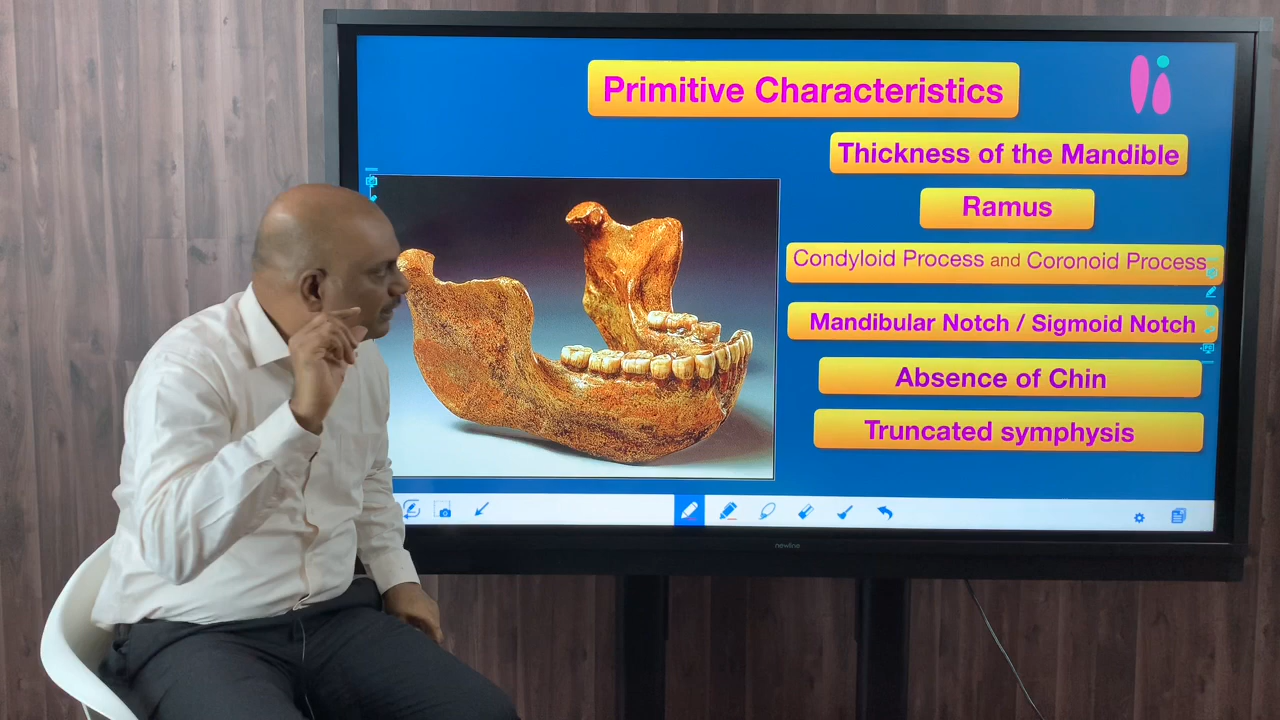 Primitive Characteristics
Thickness of the Mandible
Ramus
Condyloid Process and Coronoid Process
Mandibular Notch / Sigmoid Notch
Absence of Chin
Truncated symphysis
newline